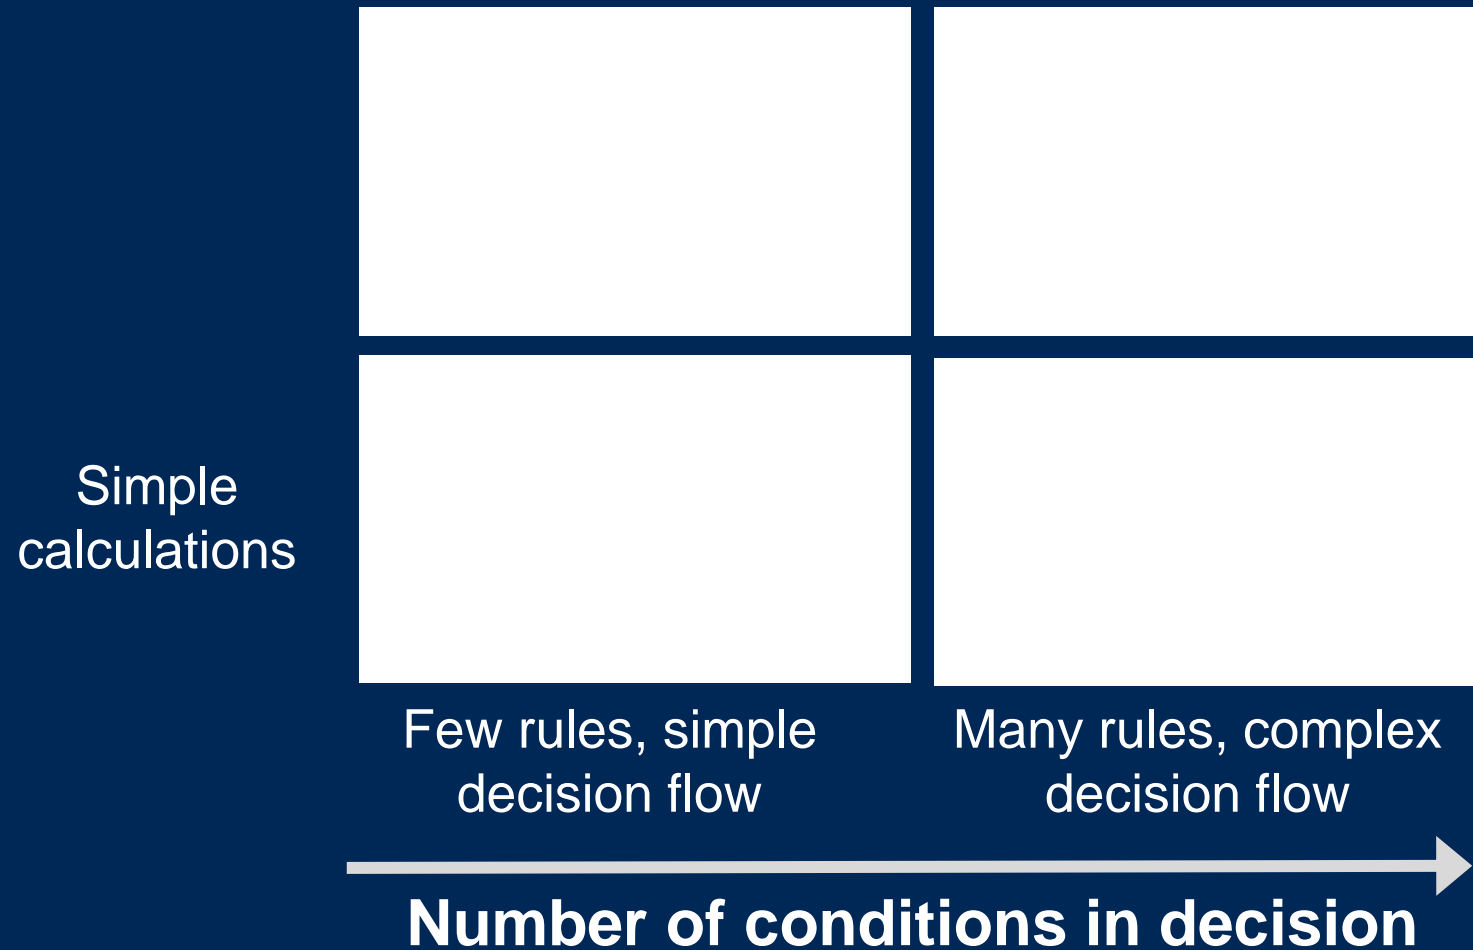 Simple
calculations
Few rules, simple
decision flow
Many rules, complex
decision flow
Number of conditions in decision